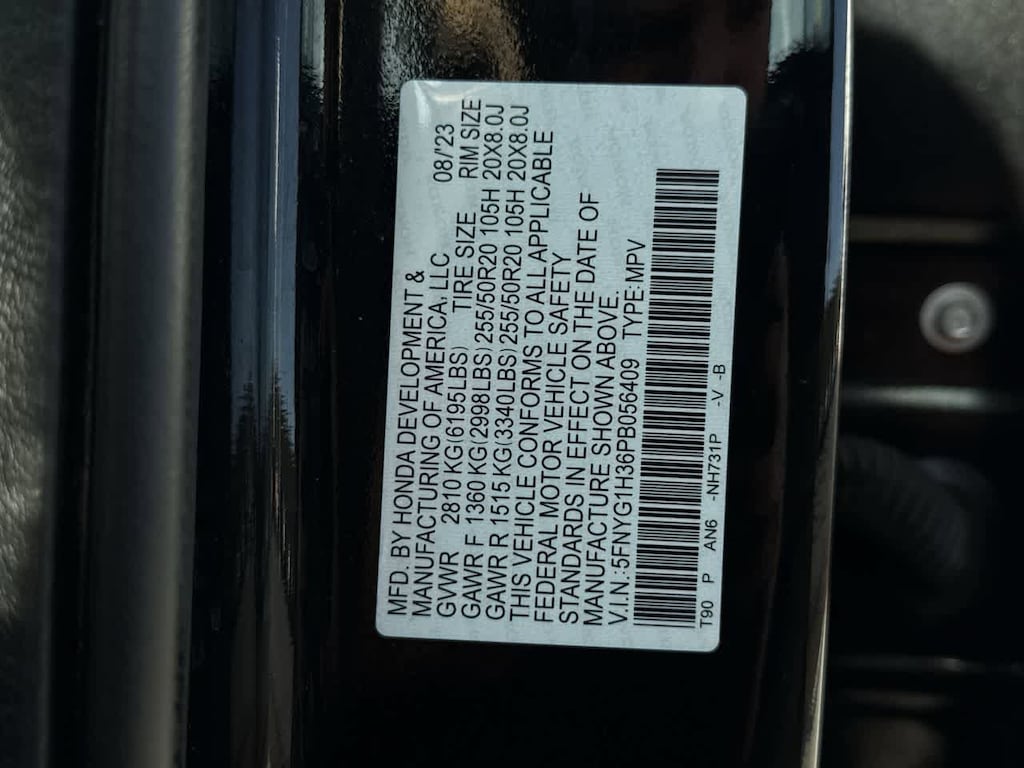 MFD. BY HONDA DEVELOPMENT &
MANUFACTURING OF AMERICA, LLC 08/'23
GVWR 2810 KG(6195LBS) TIRE SIZE RIM SIZE
GAWR F 1360 KG(2998LBS) 255/50R20 105H 20X8.0J
GAWR R 1515 KG(3340LBS) 255/50R20 105H 20X8.0J
THIS VEHICLE CONFORMS TO ALL APPLICABLE
FEDERAL MOTOR VEHICLE SAFETY
STANDARDS IN EFFECT ON THE DATE OF
MANUFACTURE SHOWN ABOVE.
V.I.N.:5FNYG1H36PB056409 TYPE:MPV
T90 P AN6 -NH731P -V -B